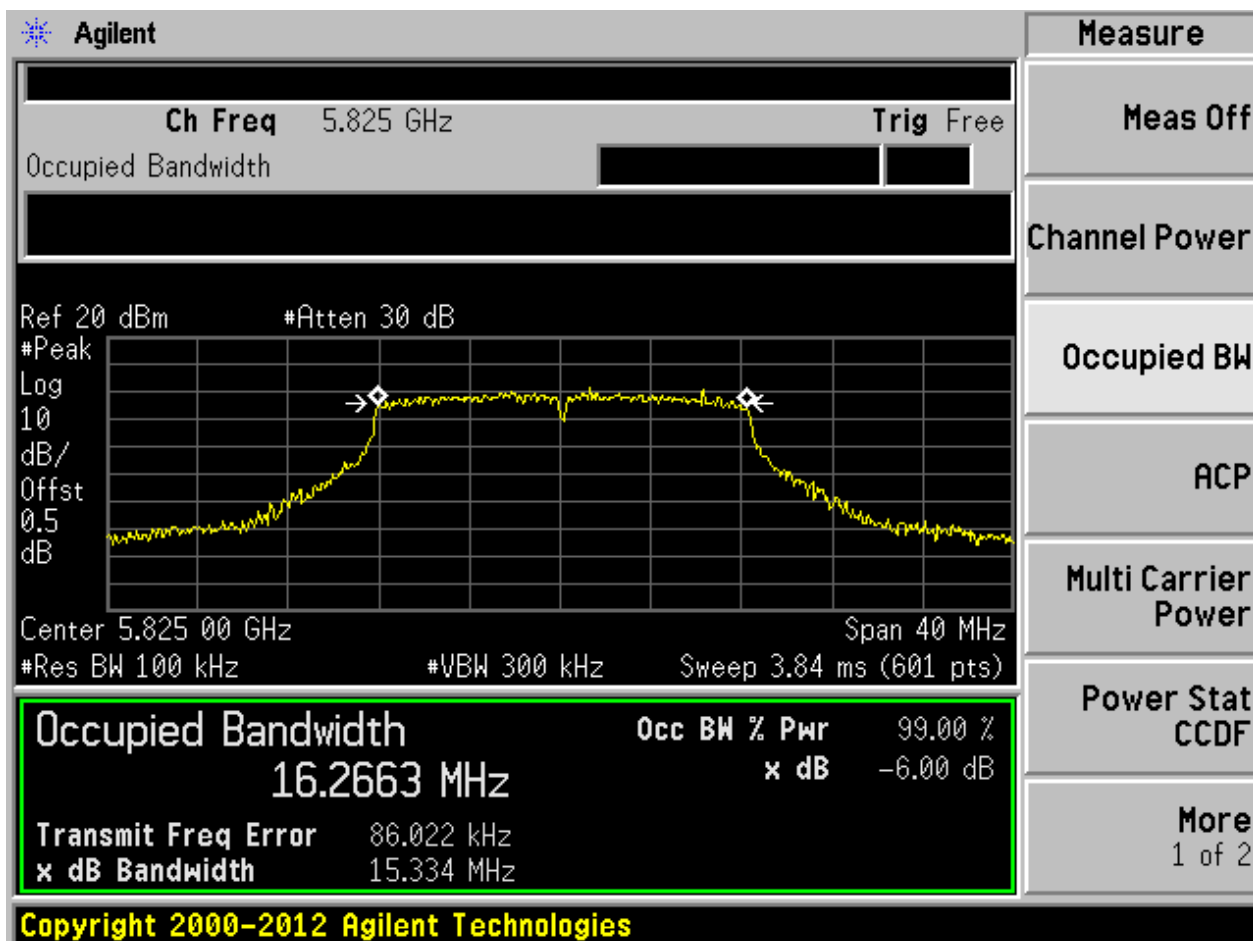 Agilent
Measure
Ch Freq 5.825 GHz Trig Free
Occupied Bandwidth
Meas Off
Channel Power
Occupied BW
ACP
Multi Carrier
Power
Power Stat
CCDF
More
1 of 2
Ref 20 dBm #Atten 30 dB
#Peak
Log
10
dB/
Offst
0.5
dB
Center 5.825 00 GHz Span 40 MHz
#Res BW 100 kHz #VBW 300 kHz Sweep 3.84 ms (601 pts)
Occupied Bandwidth
16.2663 MHz
Occ BW % Pwr 99.00 %
x dB -6.00 dB
Transmit Freq Error 86.022 kHz
x dB Bandwidth 15.334 MHz
Copyright 2000-2012 Agilent Technologies